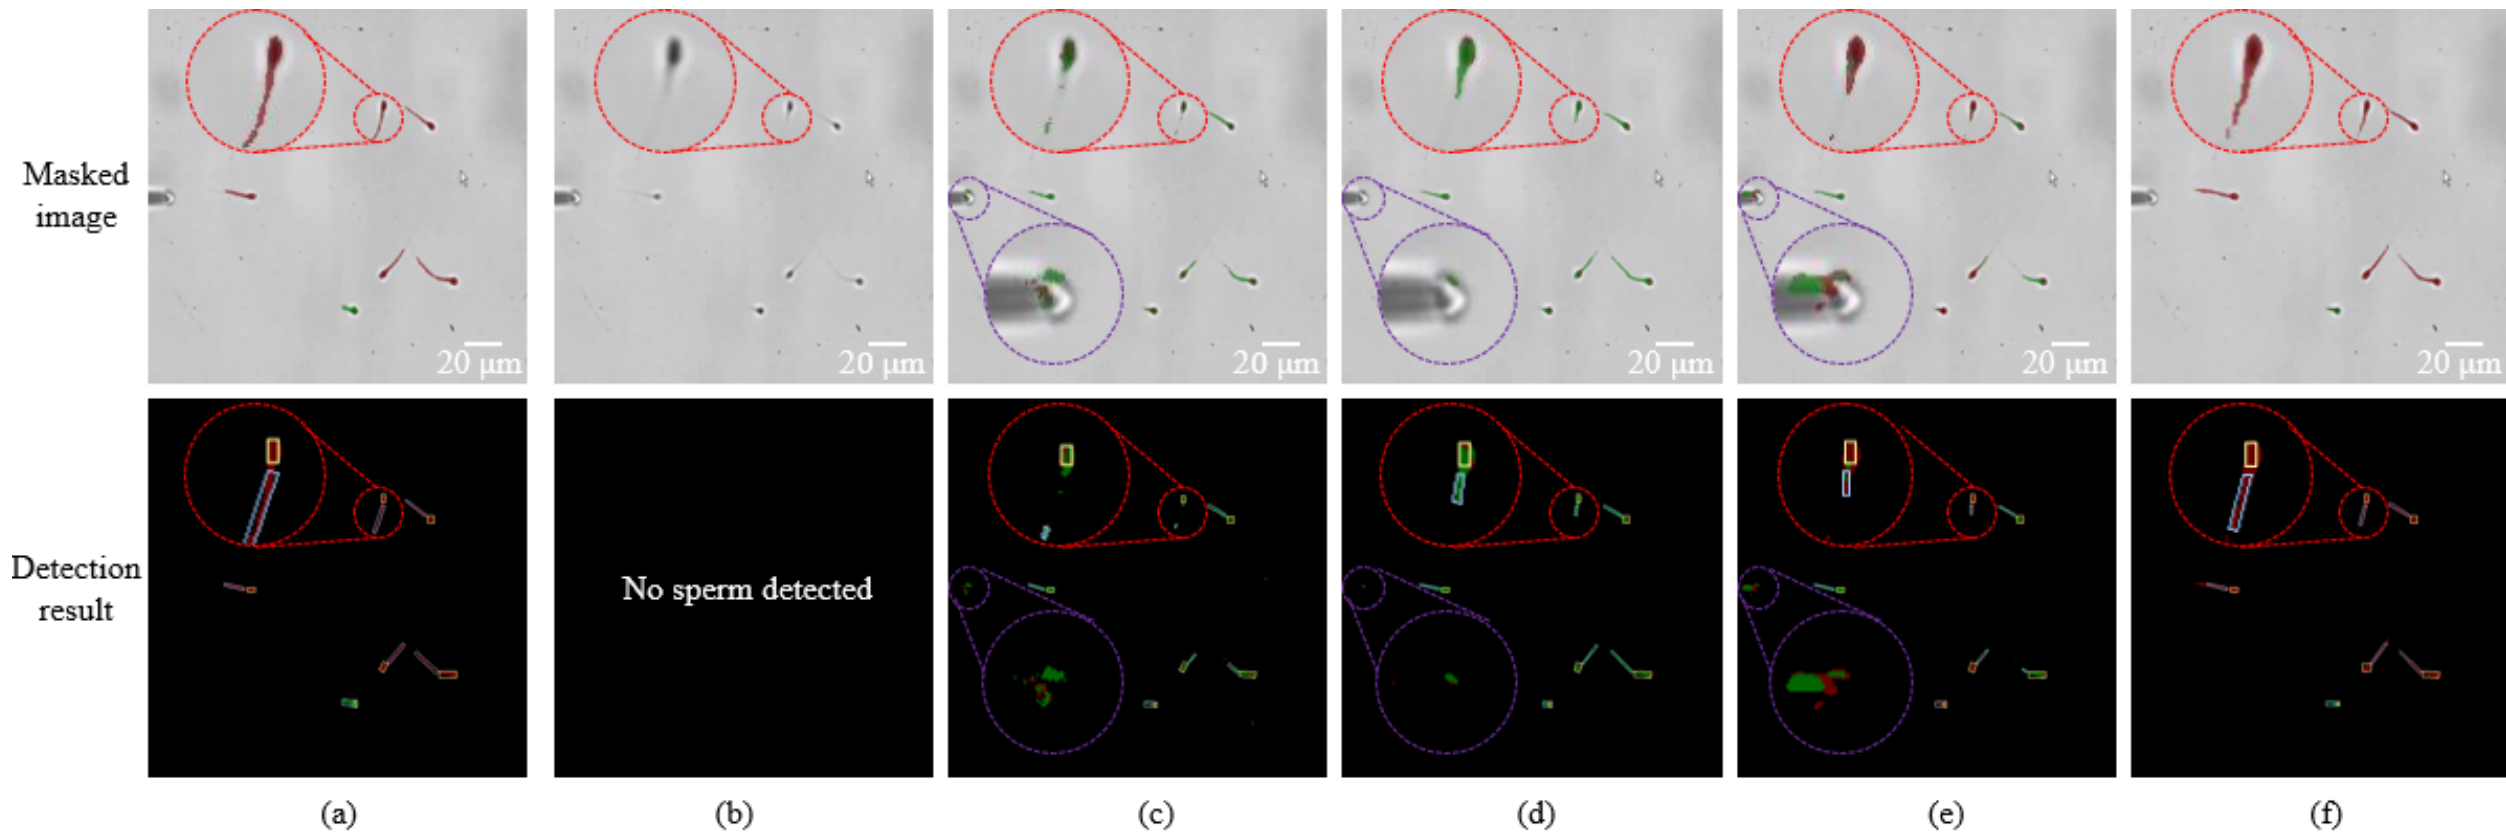 Masked
image
20 µm
20 µm
20 µm
20 µm
20 µm
20 µm
Detection
result
No sperm detected
(a)
(b)
(c)
(d)
(e)
(f)